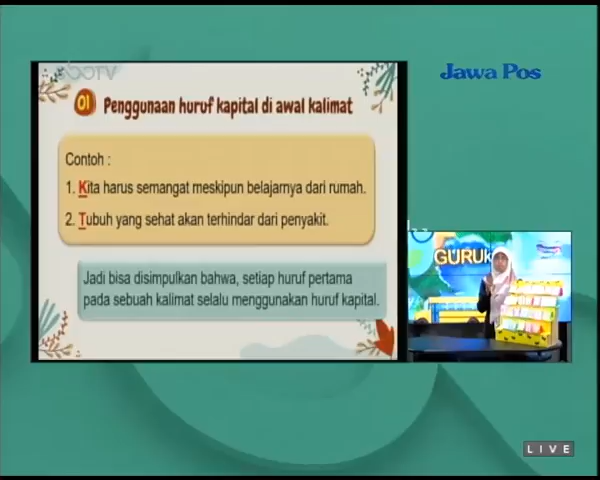 Jawa Pos
01 Penggunaan huruf kapital di awal kalimat
Contoh :
1. Kita harus semangat meskipun belajarnya dari rumah.
2. Tubuh yang sehat akan terhindar dari penyakit.
Jadi bisa disimpulkan bahwa, setiap huruf pertama
pada sebuah kalimat selalu menggunakan huruf kapital.
GURUK
LIVE